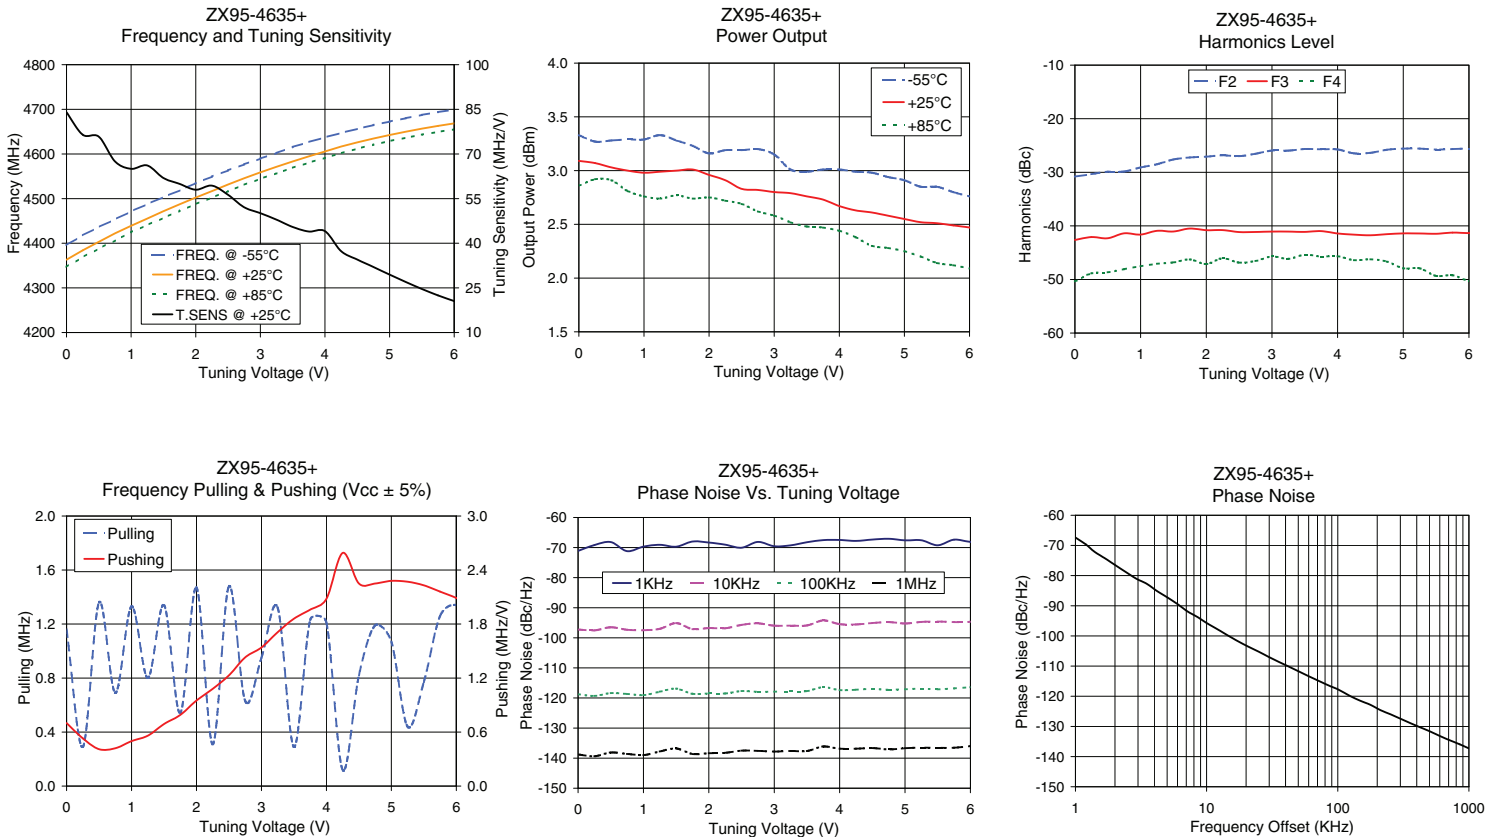 ZX95-4635+
Frequency and Tuning Sensitivity
4800
4700
4600
4500
4400
4300
4200
Frequency (MHz)
100
85
70
55
40
25
10
Tuning Sensitivity (MHz/V)
FREQ. @ -55°C
FREQ. @ +25°C
FREQ. @ +85°C
T.SENS @ +25°C
0 1 2 3 4 5 6
Tuning Voltage (V)
ZX95-4635+
Power Output
4.0
3.5
3.0
2.5
2.0
1.5
Output Power (dBm)
-55°C
+25°C
+85°C
0 1 2 3 4 5 6
Tuning Voltage (V)
ZX95-4635+
Harmonics Level
-10
-20
-30
-40
-50
-60
Harmonics (dBc)
F2 F3 F4
0 1 2 3 4 5 6
Tuning Voltage (V)
ZX95-4635+
Frequency Pulling & Pushing (Vcc ± 5%)
2.0
1.6
1.2
0.8
0.4
0.0
Pulling (MHz)
3.0
2.4
1.8
1.2
0.6
0.0
Pushing (MHz/V)
Pulling
Pushing
0 1 2 3 4 5 6
Tuning Voltage (V)
ZX95-4635+
Phase Noise Vs. Tuning Voltage
-60
-70
-80
-90
-100
-110
-120
-130
-140
-150
Phase Noise (dBc/Hz)
1KHz 10KHz 100KHz 1MHz
0 1 2 3 4 5 6
Tuning Voltage (V)
ZX95-4635+
Phase Noise
-60
-70
-80
-90
-100
-110
-120
-130
-140
-150
Phase Noise (dBc/Hz)
1 10 100 1000
Frequency Offset (KHz)